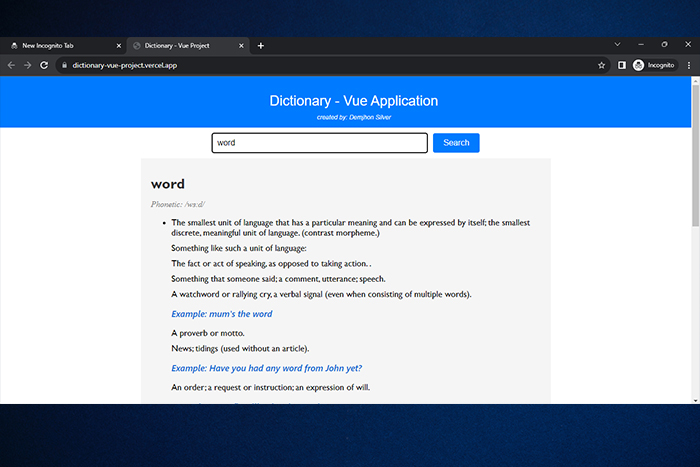 New Incognito Tab
Dictionary - Vue Project
dictionary-vue-project.vercel.app
Incognito
Dictionary - Vue Application
created by: Demjhon Silver
word
Search
word
Phonetic: /wɜːd/
The smallest unit of language that has a particular meaning and can be expressed by itself; the smallest
discrete, meaningful unit of language. (contrast morpheme.)
Something like such a unit of language:
The fact or act of speaking, as opposed to taking action. .
Something that someone said; a comment, utterance; speech.
A watchword or rallying cry, a verbal signal (even when consisting of multiple words).
Example: mum's the word
A proverb or motto.
News; tidings (used without an article).
Example: Have you had any word from John yet?
An order; a request or instruction; an expression of will.